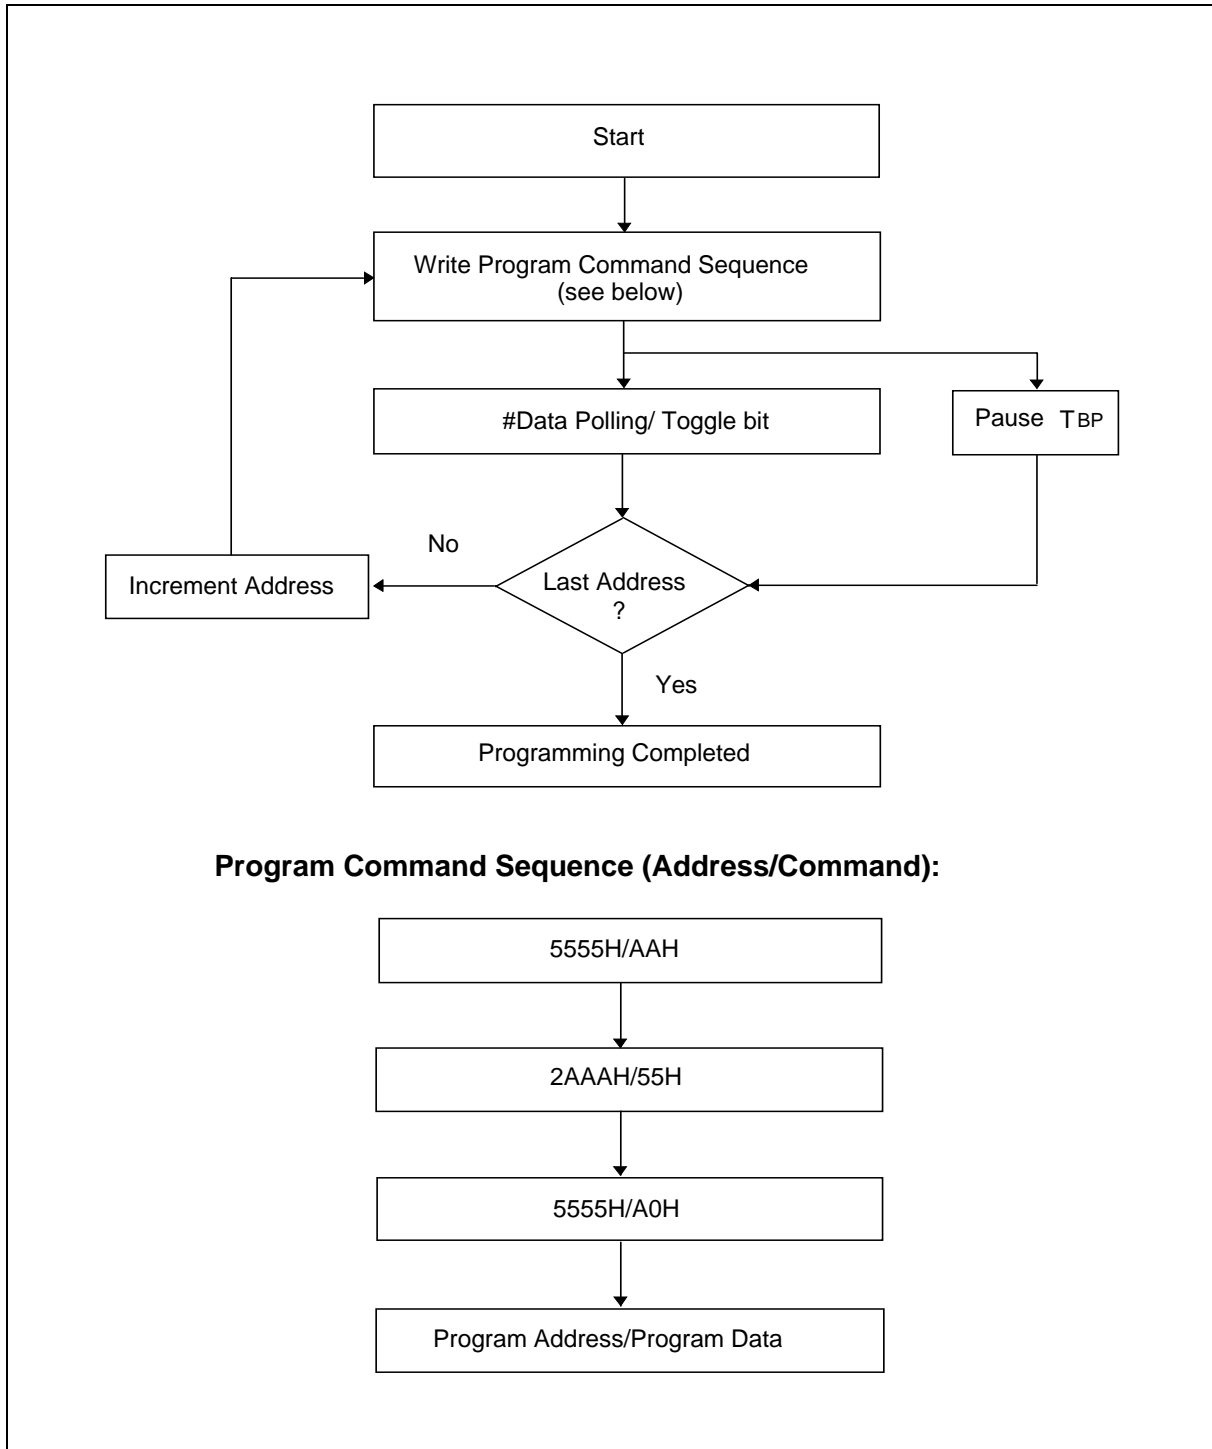 Start
Write Program Command Sequence
(see below)
#Data Polling/ Toggle bit
Pause TBP
No
Increment Address
Last Address
?
Yes
Programming Completed
Program Command Sequence (Address/Command):
5555H/AAH
2AAAH/55H
5555H/A0H
Program Address/Program Data